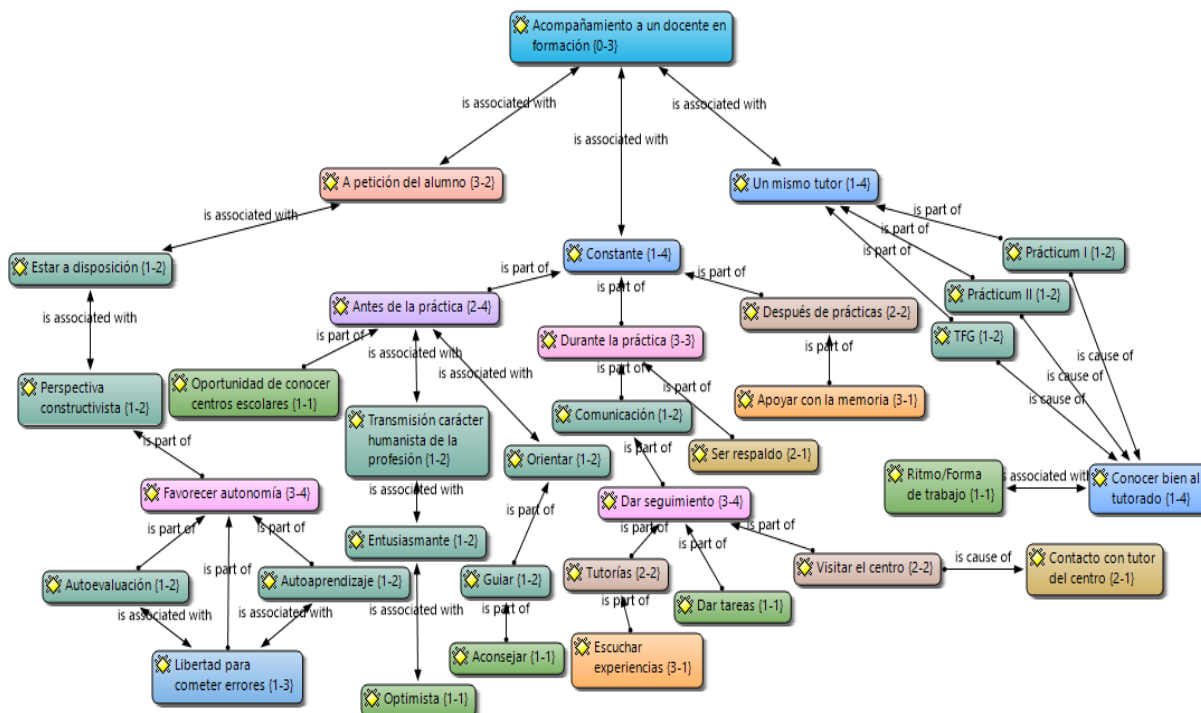 Acompañamiento a un docente en
formación {0-3}
is associated with
is associated with
is associated with
A petición del alumno {3-2}
Un mismo tutor {1-4}
is associated with
is part of
is part of
is part of
Estar a disposición {1-2}
Constante {1-4}
Prácticum I {1-2}
is part of
is part of
is part of
Antes de la práctica {2-4}
Prácticum II {1-2}
Después de prácticas {2-2}
is associated with
is part of
Durante la práctica {3-3}
TFG {1-2}
is associated with
is part of
is associated with
is cause of
is cause of
is cause of
Perspectiva
constructivista {1-2}
Oportunidad de conocer
centros escolares {1-1}
is part of
is part of
Apoyar con la memoria {3-1}
Transmisión carácter
humanista de la
profesión {1-2}
Comunicación {1-2}
is part of
Orientar {1-2}
is part of
Ser respaldo {2-1}
Ritmo/Forma
de trabajo {1-1}
is associated with
Conocer bien al
tutorado {1-4}
Favorecer autonomía {3-4}
is associated with
Dar seguimiento {3-4}
is part of
is part of
is part of
is part of
is part of
is part of
is part of
Entusiasmante {1-2}
Autoevaluación
{1-2}
Autoaprendizaje {1-2}
Guiar {1-2}
Tutorías {2-2}
Visitar el centro {2-2}
is cause of
Contacto con tutor
del centro {2-1}
is associated with
is associated with
is associated with
is part of
is part of
Dar tareas {1-1}
Libertad para
cometer errores {1-3}
Aconsejar {1-1}
Escuchar
experiencias {3-1}
Optimista {1-1}